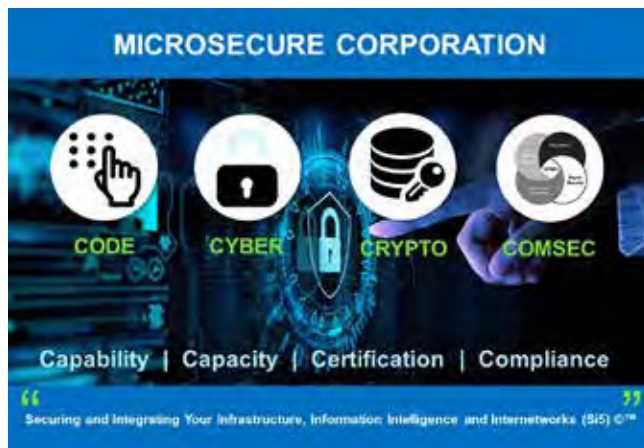 MICROSECURE CORPORATION
CODE CYBER CRYPTO COMSEC
Capability | Capacity | Certification | Compliance
“ ”
Securing and Integrating Your Infrastructure, Information Intelligence and Internetworks (Si5) ©™